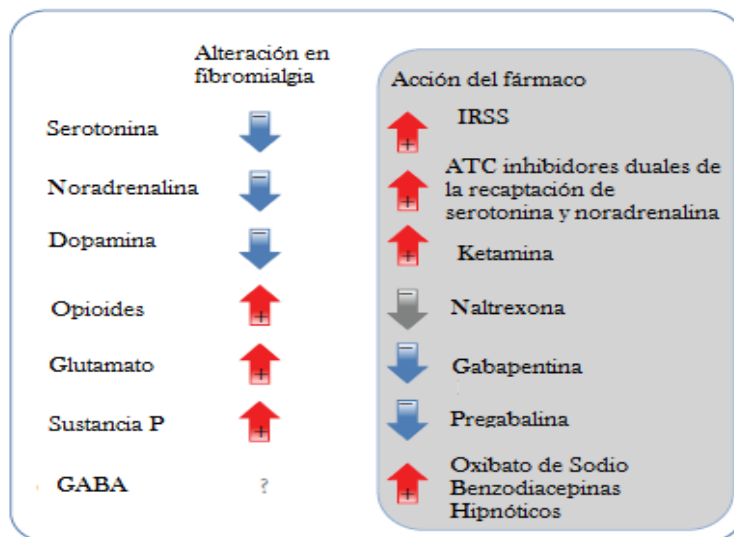 Alteración en
fibromialgia
Acción del fármaco
Serotonina
−
+
IRSS
Noradrenalina
−
+
ATC inhibidores duales de
la recaptación de
serotonina y noradrenalina
Dopamina
−
+
Ketamina
Opioides
+
−
Naltrexona
Glutamato
+
−
Gabapentina
Sustancia P
+
−
Pregabalina
GABA
?
+
Oxibato de Sodio
Benzodiacepinas
Hipnóticos